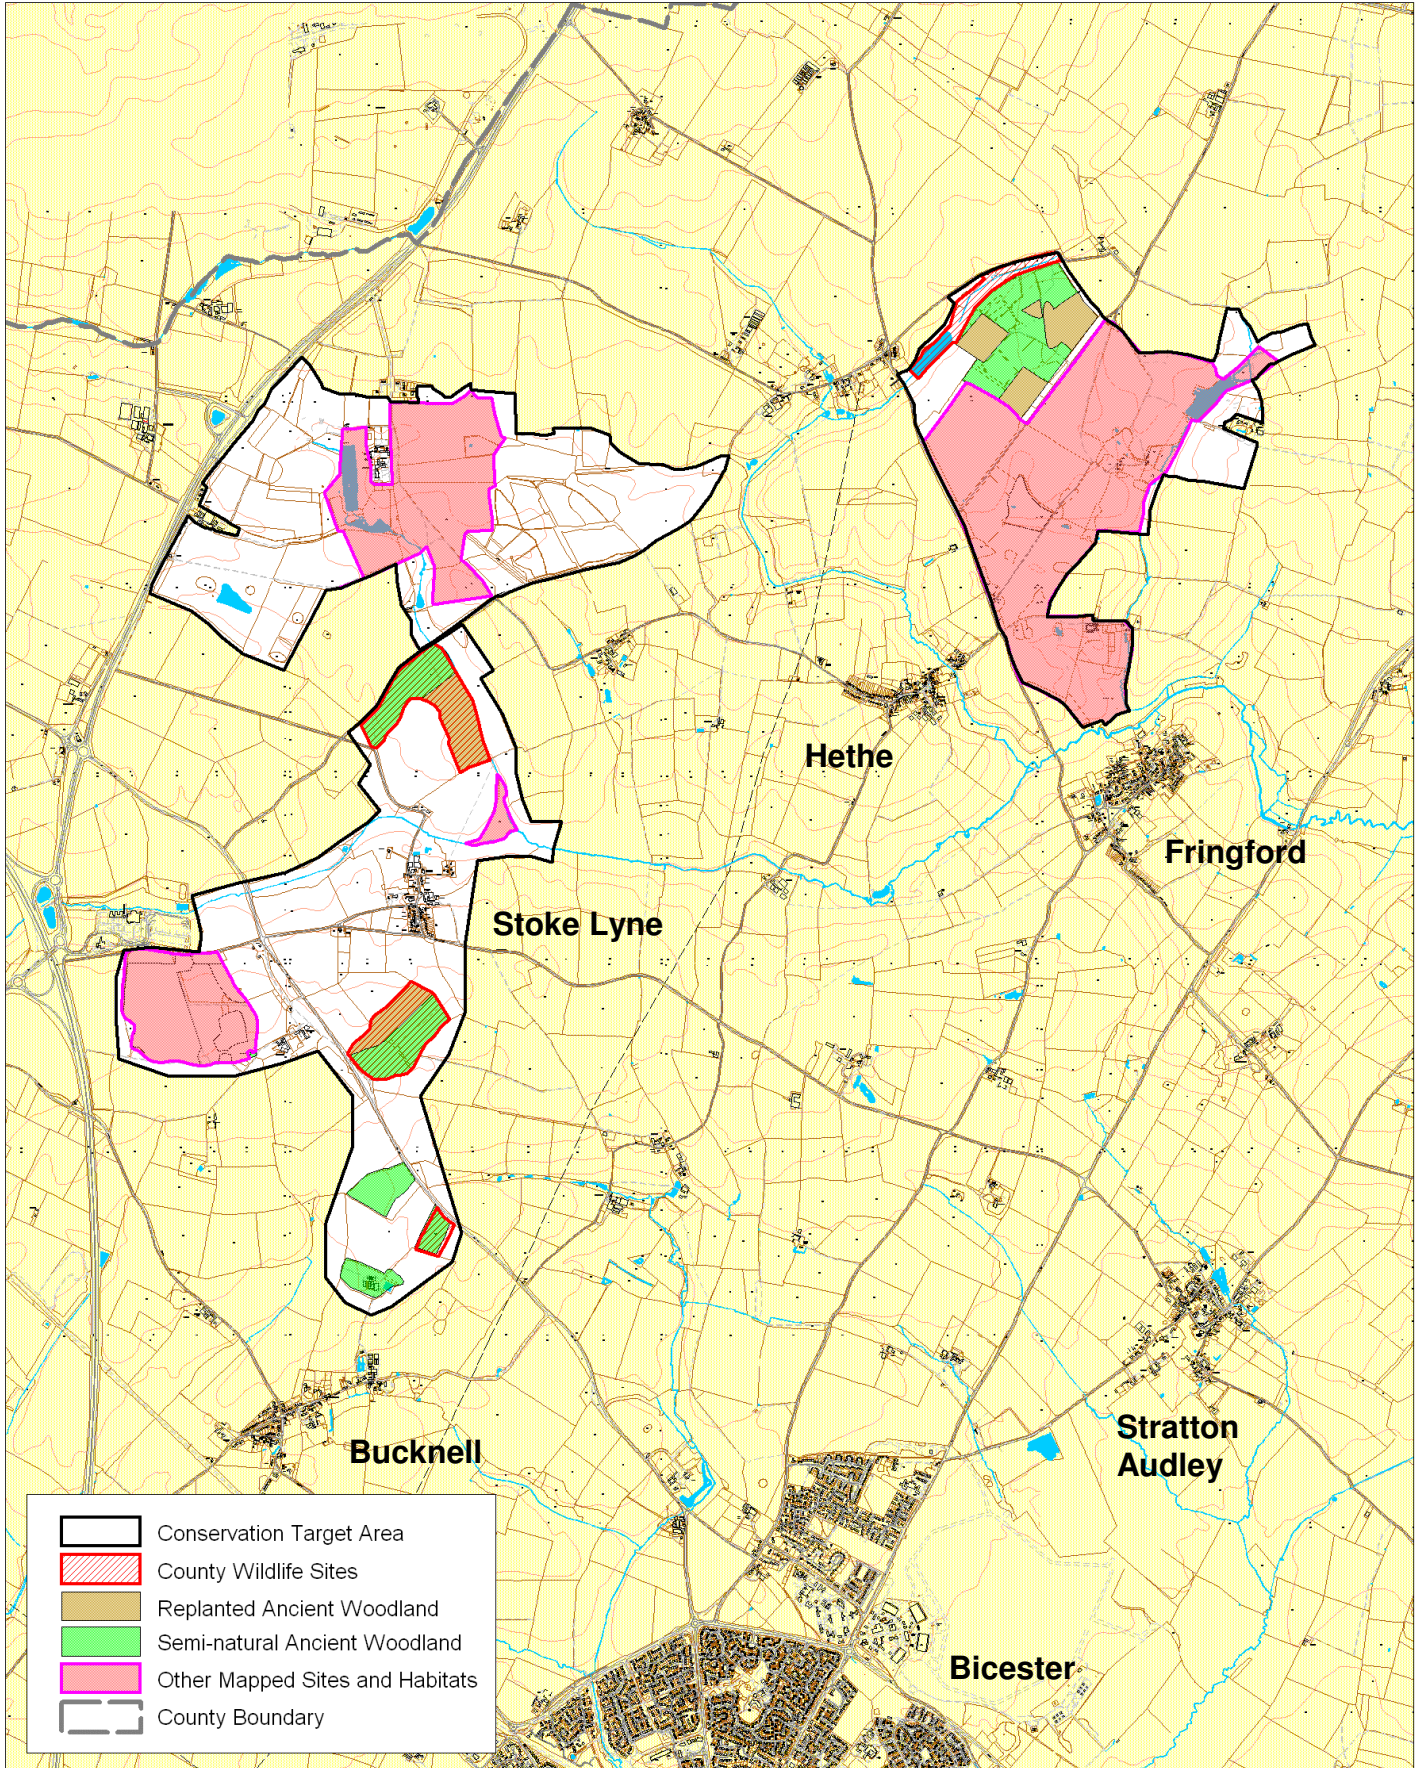 Hethe
Fringford
Stoke Lyne
Stratton
Audley
Bucknell
Bicester
Conservation Target Area
County Wildlife Sites
Replanted Ancient Woodland
Semi-natural Ancient Woodland
Other Mapped Sites and Habitats
County Boundary